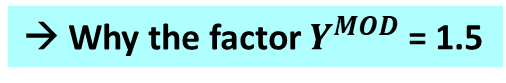 → Why the factor Y^MOD = 1.5